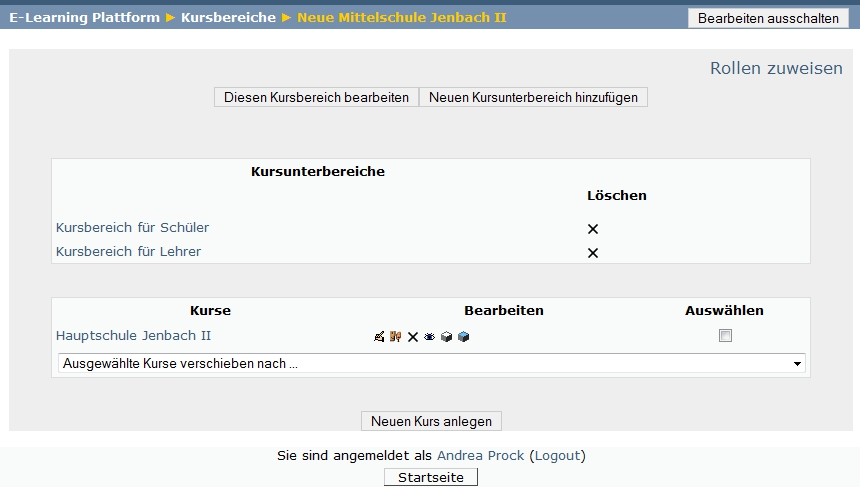 E-Learning Plattform ► Kursbereiche ► Neue Mittelschule Jenbach II Bearbeiten ausschalten
Rollen zuweisen
Diesen Kursbereich bearbeiten Neuen Kursunterbereich hinzufügen
Kursunterbereiche
Löschen
Kursbereich für Schüler
Kursbereich für Lehrer
Kurse Bearbeiten Auswählen
Hauptschule Jenbach II
Ausgewählte Kurse verschieben nach ...
Neuen Kurs anlegen
Sie sind angemeldet als Andrea Prock (Logout)
Startseite